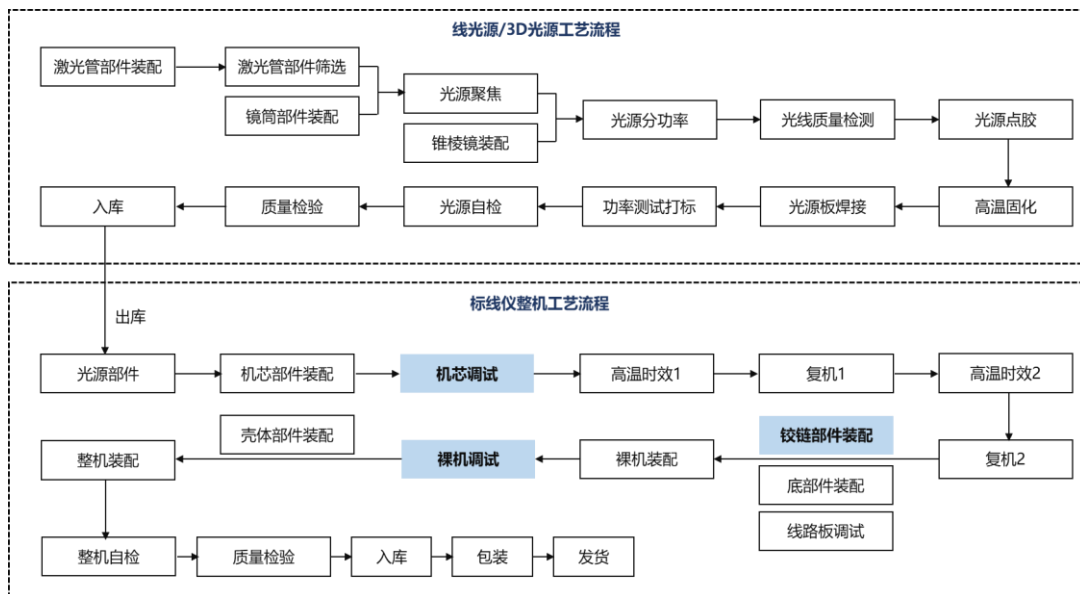 线光源/3D光源工艺流程
激光管部件装配
激光管部件筛选
镜筒部件装配
光源聚焦
锥棱镜装配
光源分功率
光线质量检测
光源点胶
高温固化
光源板焊接
功率测试打标
光源自检
质量检验
入库
出库
标线仪整机工艺流程
光源部件
机芯部件装配
机芯调试
高温时效1
复机1
高温时效2
复机2
铰链部件装配
底部件装配
线路板调试
裸机装配
裸机调试
壳体部件装配
整机装配
整机自检
质量检验
入库
包装
发货